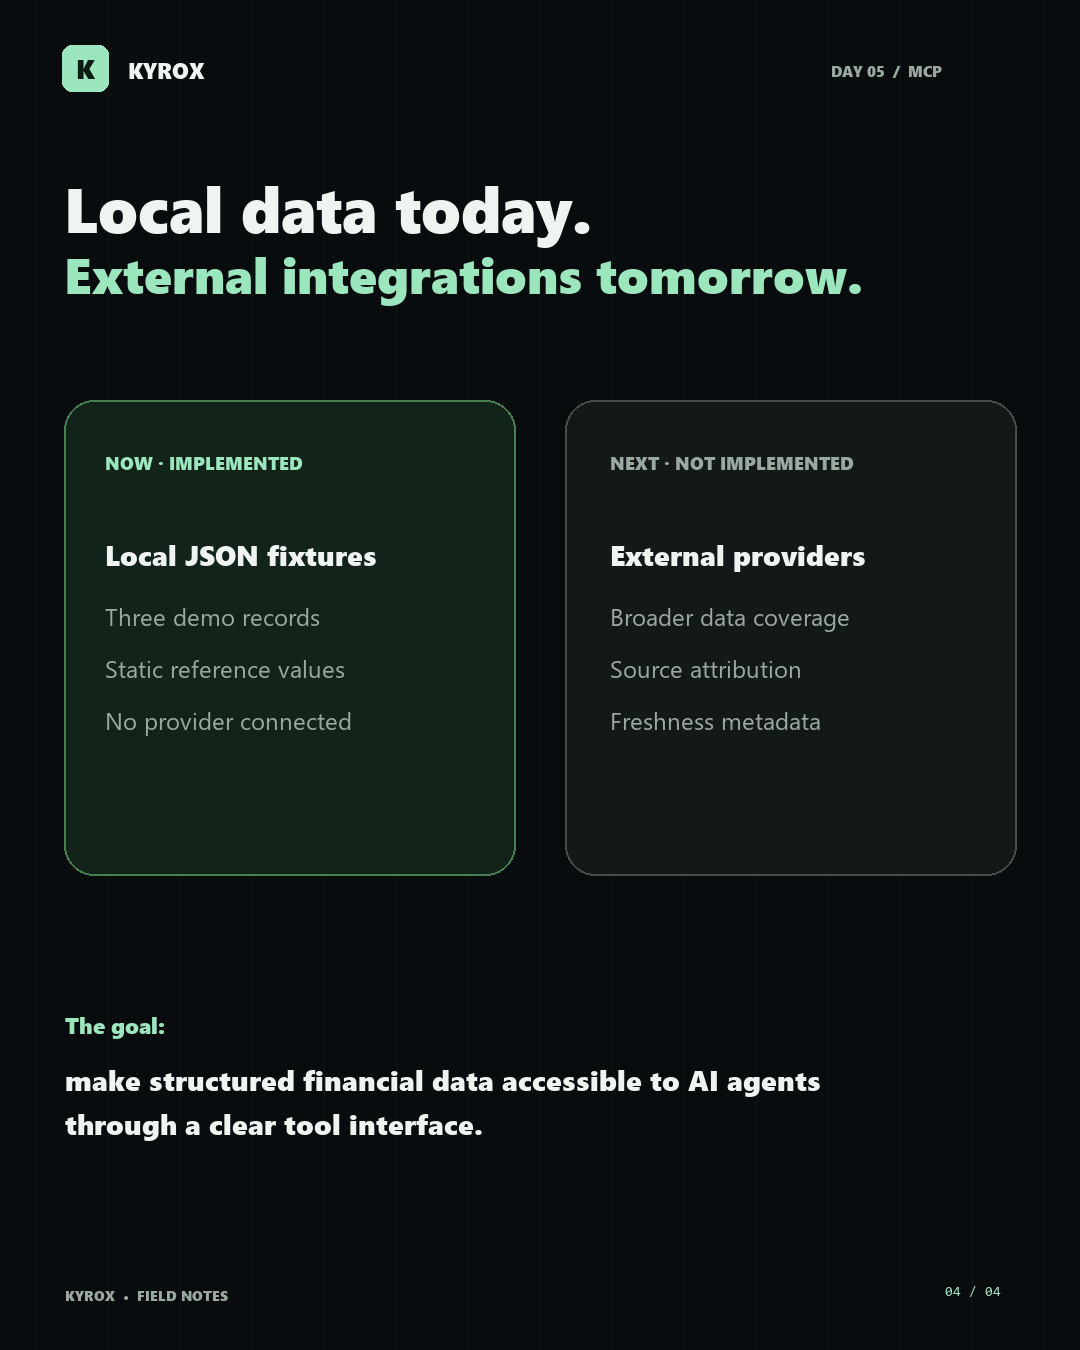 K
KYROX
DAY 05 / MCP
Local data today.
External integrations tomorrow.
NOW · IMPLEMENTED
Local JSON fixtures
Three demo records
Static reference values
No provider connected
NEXT · NOT IMPLEMENTED
External providers
Broader data coverage
Source attribution
Freshness metadata
The goal:
make structured financial data accessible to AI agents
through a clear tool interface.
KYROX • FIELD NOTES
04 / 04